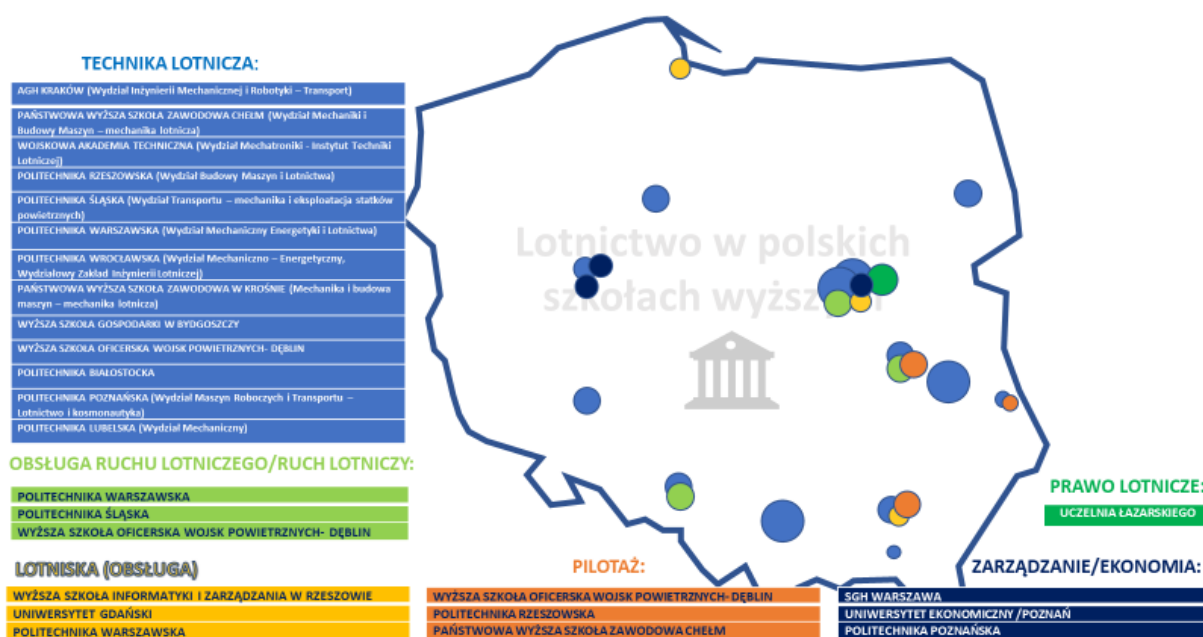 TECHNIKA LOTNICZA:
AGH KRAKÓW (Wydział Inżynierii Mechanicznej i Robotyki – Transport)
PAŃSTWOWA WYŻSZA SZKOŁA ZAWODOWA CHEŁM (Wydział Mechaniki i
Budowy Maszyn – mechanika lotnicza)
WOJSKOWA AKADEMIA TECHNICZNA (Wydział Mechatroniki - Instytut Techniki
Lotniczej)
POLITECHNIKA RZESZOWSKA (Wydział Budowy Maszyn i Lotnictwa)
POLITECHNIKA ŚLĄSKA (Wydział Transportu – mechanika i eksploatacja statków
powietrznych)
POLITECHNIKA WARSZAWSKA (Wydział Mechaniczny Energetyki i Lotnictwa)
POLITECHNIKA WROCŁAWSKA (Wydział Mechaniczno – Energetyczny,
Wydziałowy Zakład Inżynierii Lotniczej)
PAŃSTWOWA WYŻSZA SZKOŁA ZAWODOWA W KROŚNIE (Mechanika i budowa
maszyn – mechanika lotnicza)
WYŻSZA SZKOŁA GOSPODARKI W BYDGOSZCZY
WYŻSZA SZKOŁA OFICERSKA WOJSK POWIETRZNYCH- DĘBLIN
POLITECHNIKA BIAŁOSTOCKA
POLITECHNIKA POZNAŃSKA (Wydział Maszyn Roboczych i Transportu –
Lotnictwo i kosmonautyka)
POLITECHNIKA LUBELSKA (Wydział Mechaniczny)
Lotnictwo w polskich
szkołach wyższych
OBSŁUGA RUCHU LOTNICZEGO/RUCH LOTNICZY:
POLITECHNIKA WARSZAWSKA
POLITECHNIKA ŚLĄSKA
WYŻSZA SZKOŁA OFICERSKA WOJSK POWIETRZNYCH- DĘBLIN
PRAWO LOTNICZE:
UCZELNIA ŁAZARSKIEGO
LOTNISKA (OBSŁUGA)
WYŻSZA SZKOŁA INFORMATYKI I ZARZĄDZANIA W RZESZOWIE
UNIWERSYTET GDAŃSKI
POLITECHNIKA WARSZAWSKA
PILOTAŻ:
WYŻSZA SZKOŁA OFICERSKA WOJSK POWIETRZNYCH- DĘBLIN
POLITECHNIKA RZESZOWSKA
PAŃSTWOWA WYŻSZA SZKOŁA ZAWODOWA CHEŁM
ZARZĄDZANIE/EKONOMIA:
SGH WARSZAWA
UNIWERSYTET EKONOMICZNY /POZNAŃ
POLITECHNIKA POZNAŃSKA